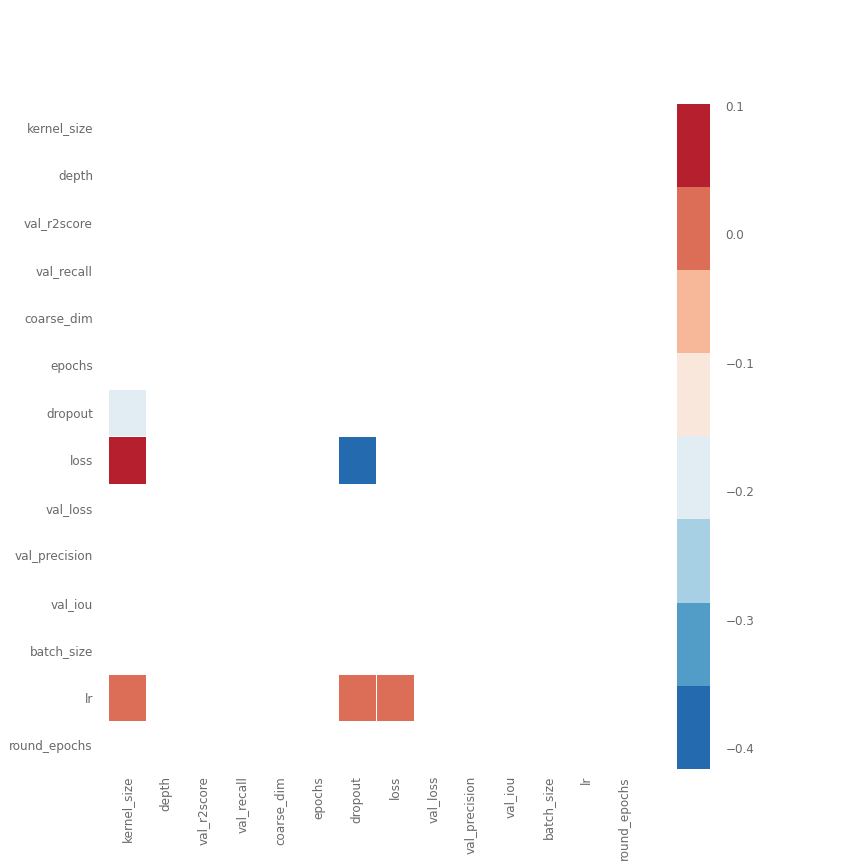 kernel_size
depth
val_r2score
val_recall
coarse_dim
epochs
dropout
loss
val_loss
val_precision
val_iou
batch_size
lr
round_epochs
kernel_size
depth
val_r2score
val_recall
coarse_dim
epochs
dropout
loss
val_loss
val_precision
val_iou
batch_size
lr
round_epochs
0.1
0.0
−0.1
−0.2
−0.3
−0.4